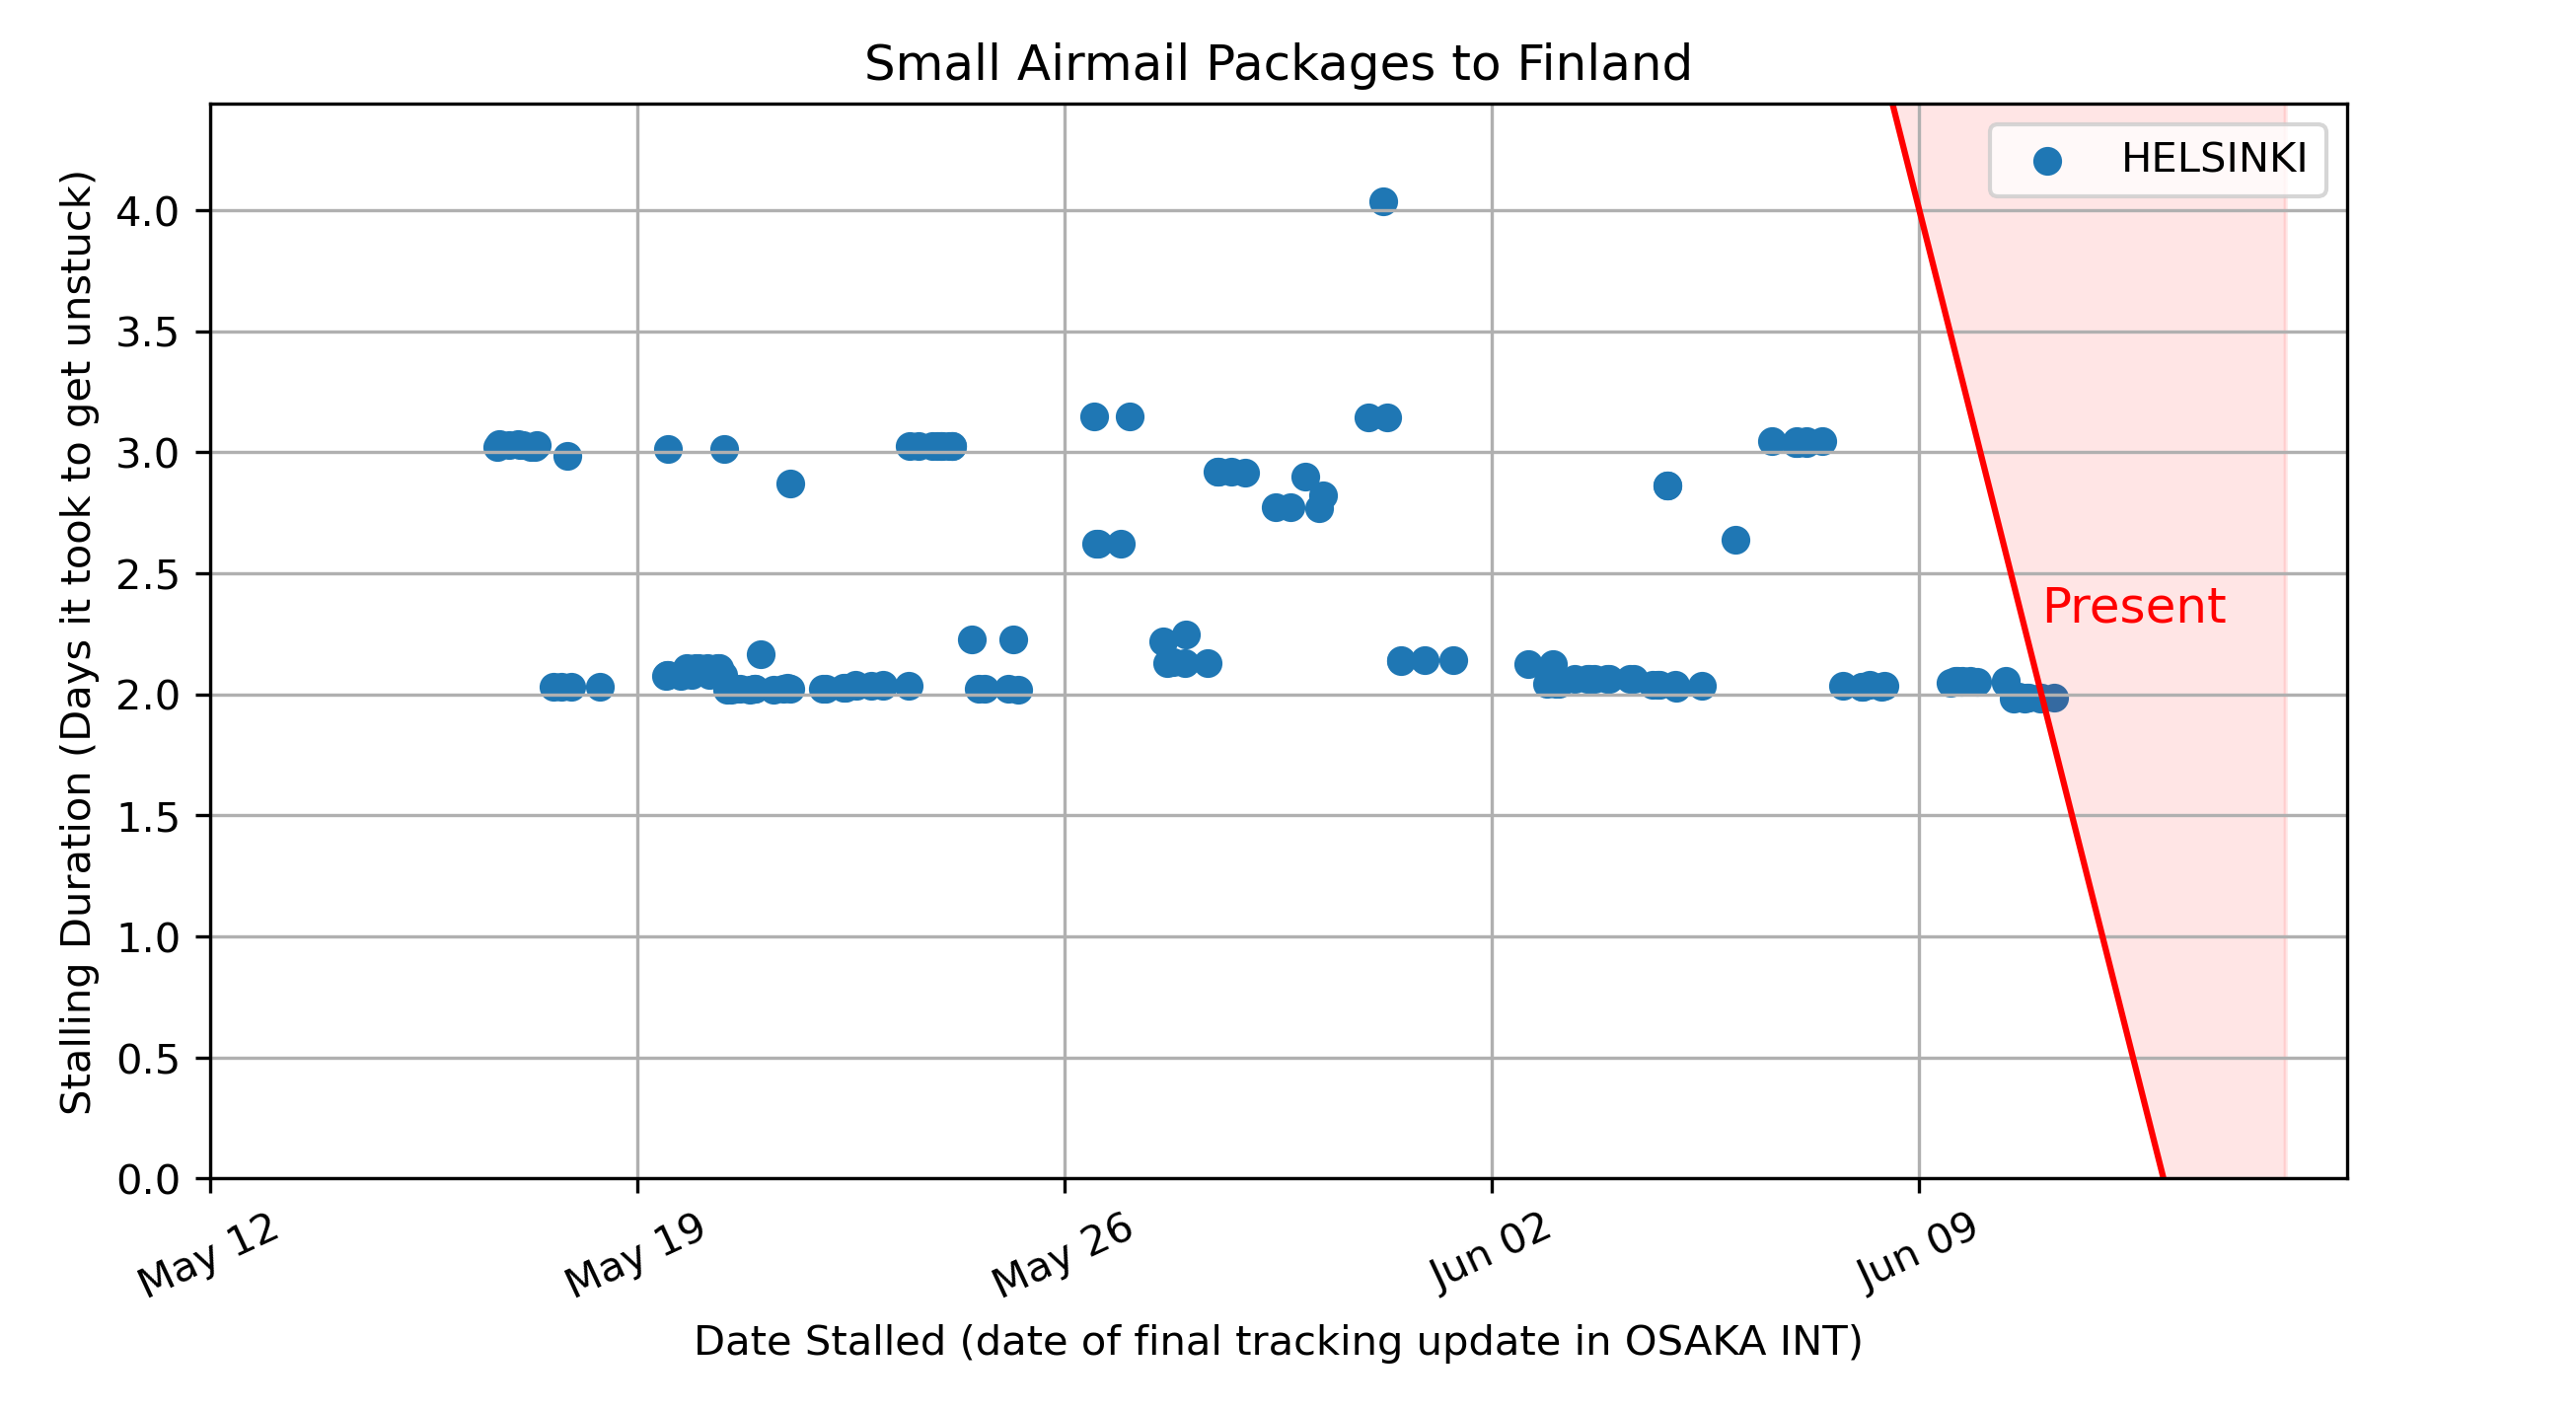 Small Airmail Packages to Finland
HELSINKI
Stalling Duration (Days it took to get unstuck)
4.0
3.5
3.0
2.5
2.0
1.5
1.0
0.5
0.0
Present
May 12
May 19
May 26
Jun 02
Jun 09
Date Stalled (date of final tracking update in OSAKA INT)